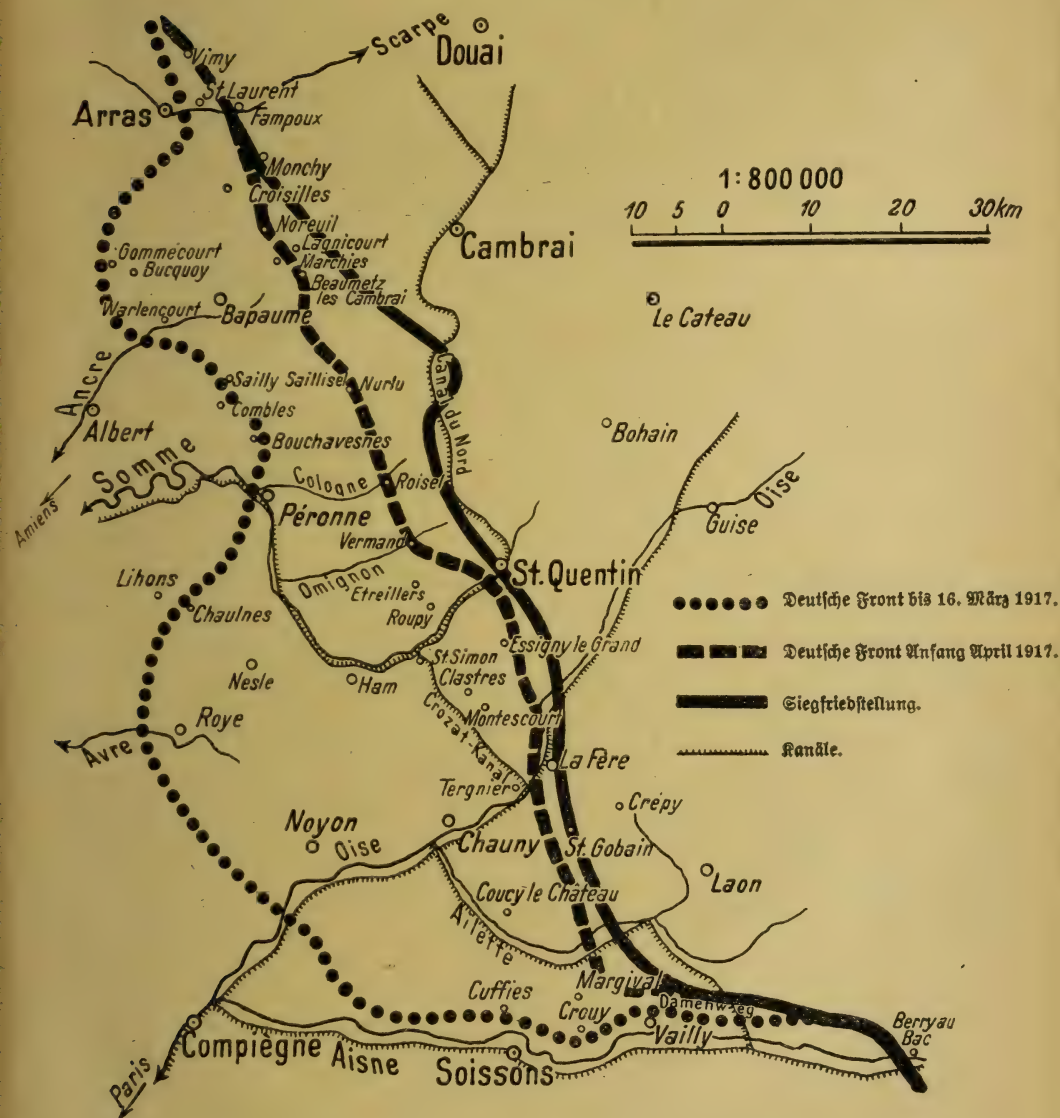 Scarpe
Douai
Vimy
St. Laurent
Arras
Fampoux
Monchy
Croisilles
Noreuil
Lagnicourt
Marchies
Beaumetz
les Cambrai
Gommécourt
Bucquoy
Warlencourt
Bapaume
Cambrai
1:800 000
10 5 0 10 20 30 km
Le Cateau
Ancre
Albert
Sailly Saillisel
Nurlu
Combles
Bouchavesnes
Canal du Nord
Bohain
Somme
Amiens
Cologne
Roisel
Péronne
Vermand
Omignon
Oise
Guise
St. Quentin
Etreillers
Roupy
Lihons
Chaulnes
Essigny le Grand
St Simon
Clastres
Nesle
Ham
Montescourt
Crozat-Kanal
Roye
Avre
Deutsche Front bis 16. März 1917.
Deutsche Front Anfang April 1917.
Siegfriedstellung.
Kanäle.
La Fère
Tergnier
Crépy
Noyon
Oise
Chauny
St. Gobain
Laon
Coucy le Château
Ailette
Margival
Cuffies
Crouy
Damenweg
Vailly
Berry au
Bac
Compiègne
Aisne
Soissons
Paris